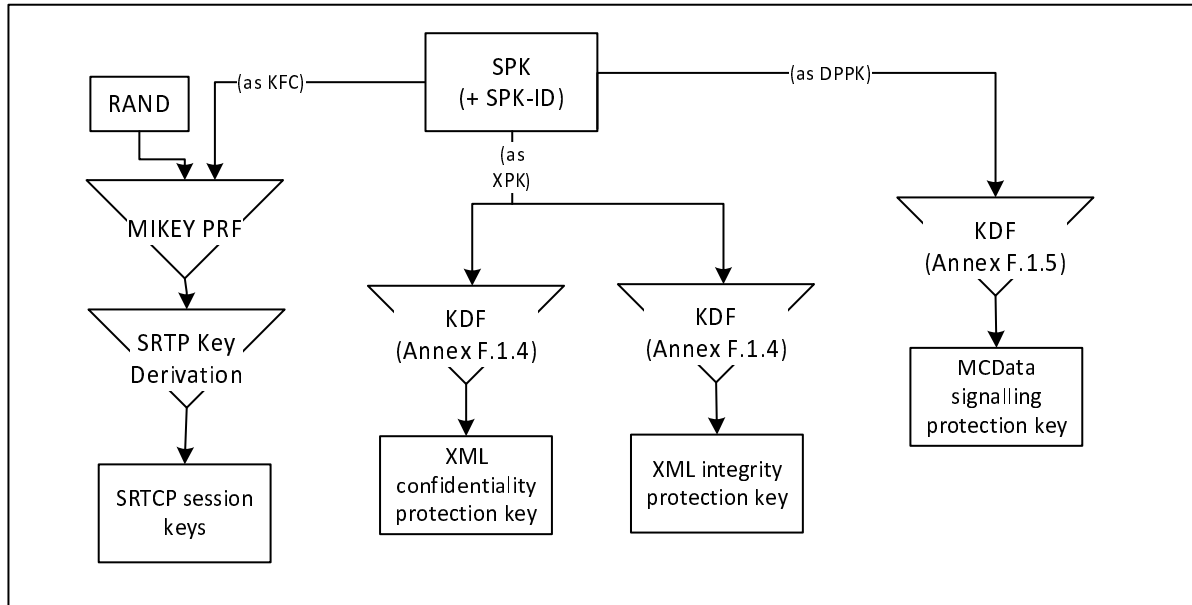 SPK
(+ SPK-ID)
(as KFC)
(as DPPK)
RAND
(as
XPK)
MIKEY PRF
KDF
(Annex F.1.5)
SRTP Key
Derivation
KDF
(Annex F.1.4)
KDF
(Annex F.1.4)
MCData
signalling
protection key
SRTCP session
keys
XML
confidentiality
protection key
XML integrity
protection key